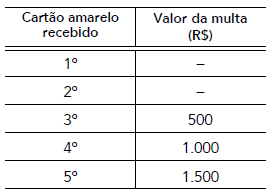 Cartão amarelo recebido | Valor da multa (R$)
1º | –
2º | –
3º | 500
4º | 1.000
5º | 1.500